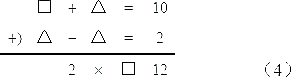 □ + △ = 10
+) △ − △ = 2
2 × □ 12 (4)